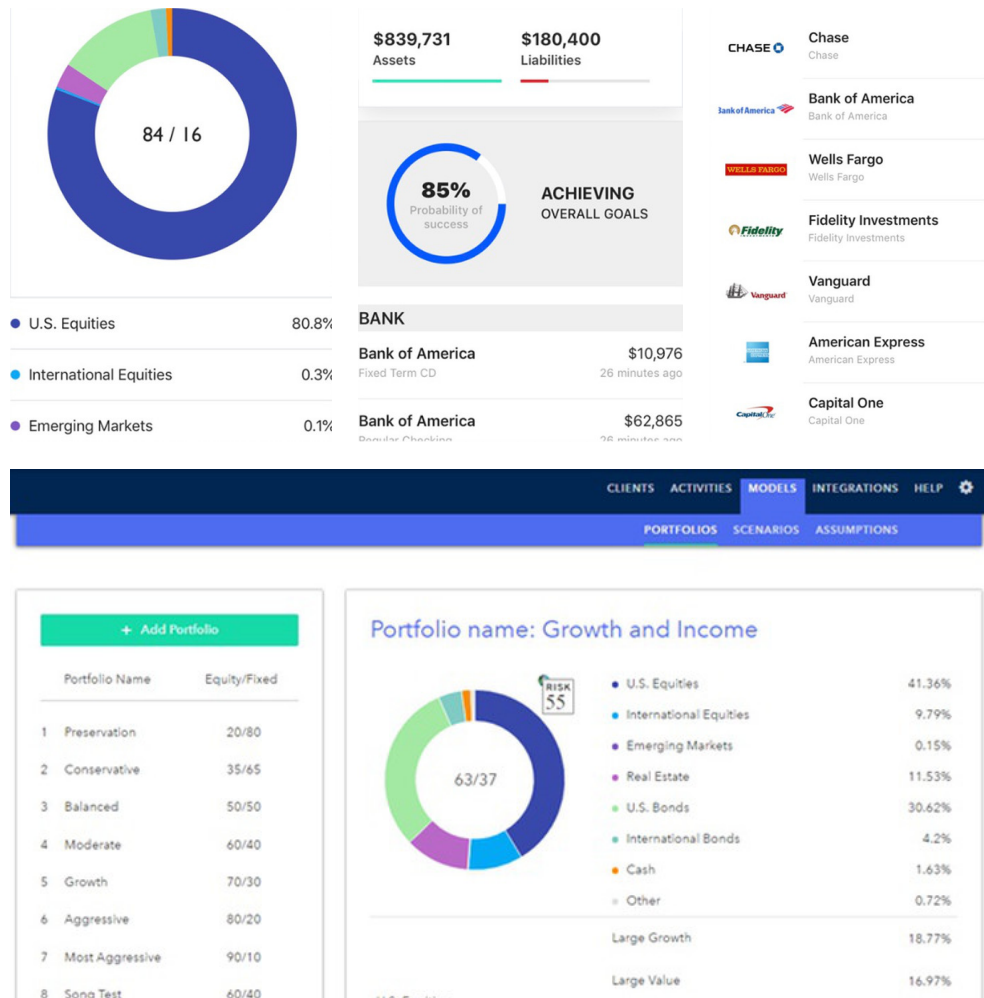 84 / 16
U.S. Equities 80.8%
International Equities 0.3%
Emerging Markets 0.1%
$839,731 $180,400
Assets Liabilities
85%
Probability of
success
ACHIEVING
OVERALL GOALS
BANK
Bank of America $10,976
Fixed Term CD 26 minutes ago
Bank of America $62,865
Regular Checking 26 minutes ago
CHASE Chase
Chase
Bank of America Bank of America
Bank of America
WELLS FARGO Wells Fargo
Wells Fargo
Fidelity Fidelity Investments
Fidelity Investments
Vanguard Vanguard
Vanguard
American Express
American Express
Capital One Capital One
Capital One
CLIENTS ACTIVITIES MODELS INTEGRATIONS HELP
PORTFOLIOS SCENARIOS ASSUMPTIONS
+ Add Portfolio
Portfolio Name Equity/Fixed
1 Preservation 20/80
2 Conservative 35/65
3 Balanced 50/50
4 Moderate 60/40
5 Growth 70/30
6 Aggressive 80/20
7 Most Aggressive 90/10
8 Song Test 60/40
Portfolio name: Growth and Income
RISK
55
63/37
U.S. Equities 41.36%
International Equities 9.79%
Emerging Markets 0.15%
Real Estate 11.53%
U.S. Bonds 30.62%
International Bonds 4.2%
Cash 1.63%
Other 0.72%
Large Growth 18.77%
Large Value 16.97%